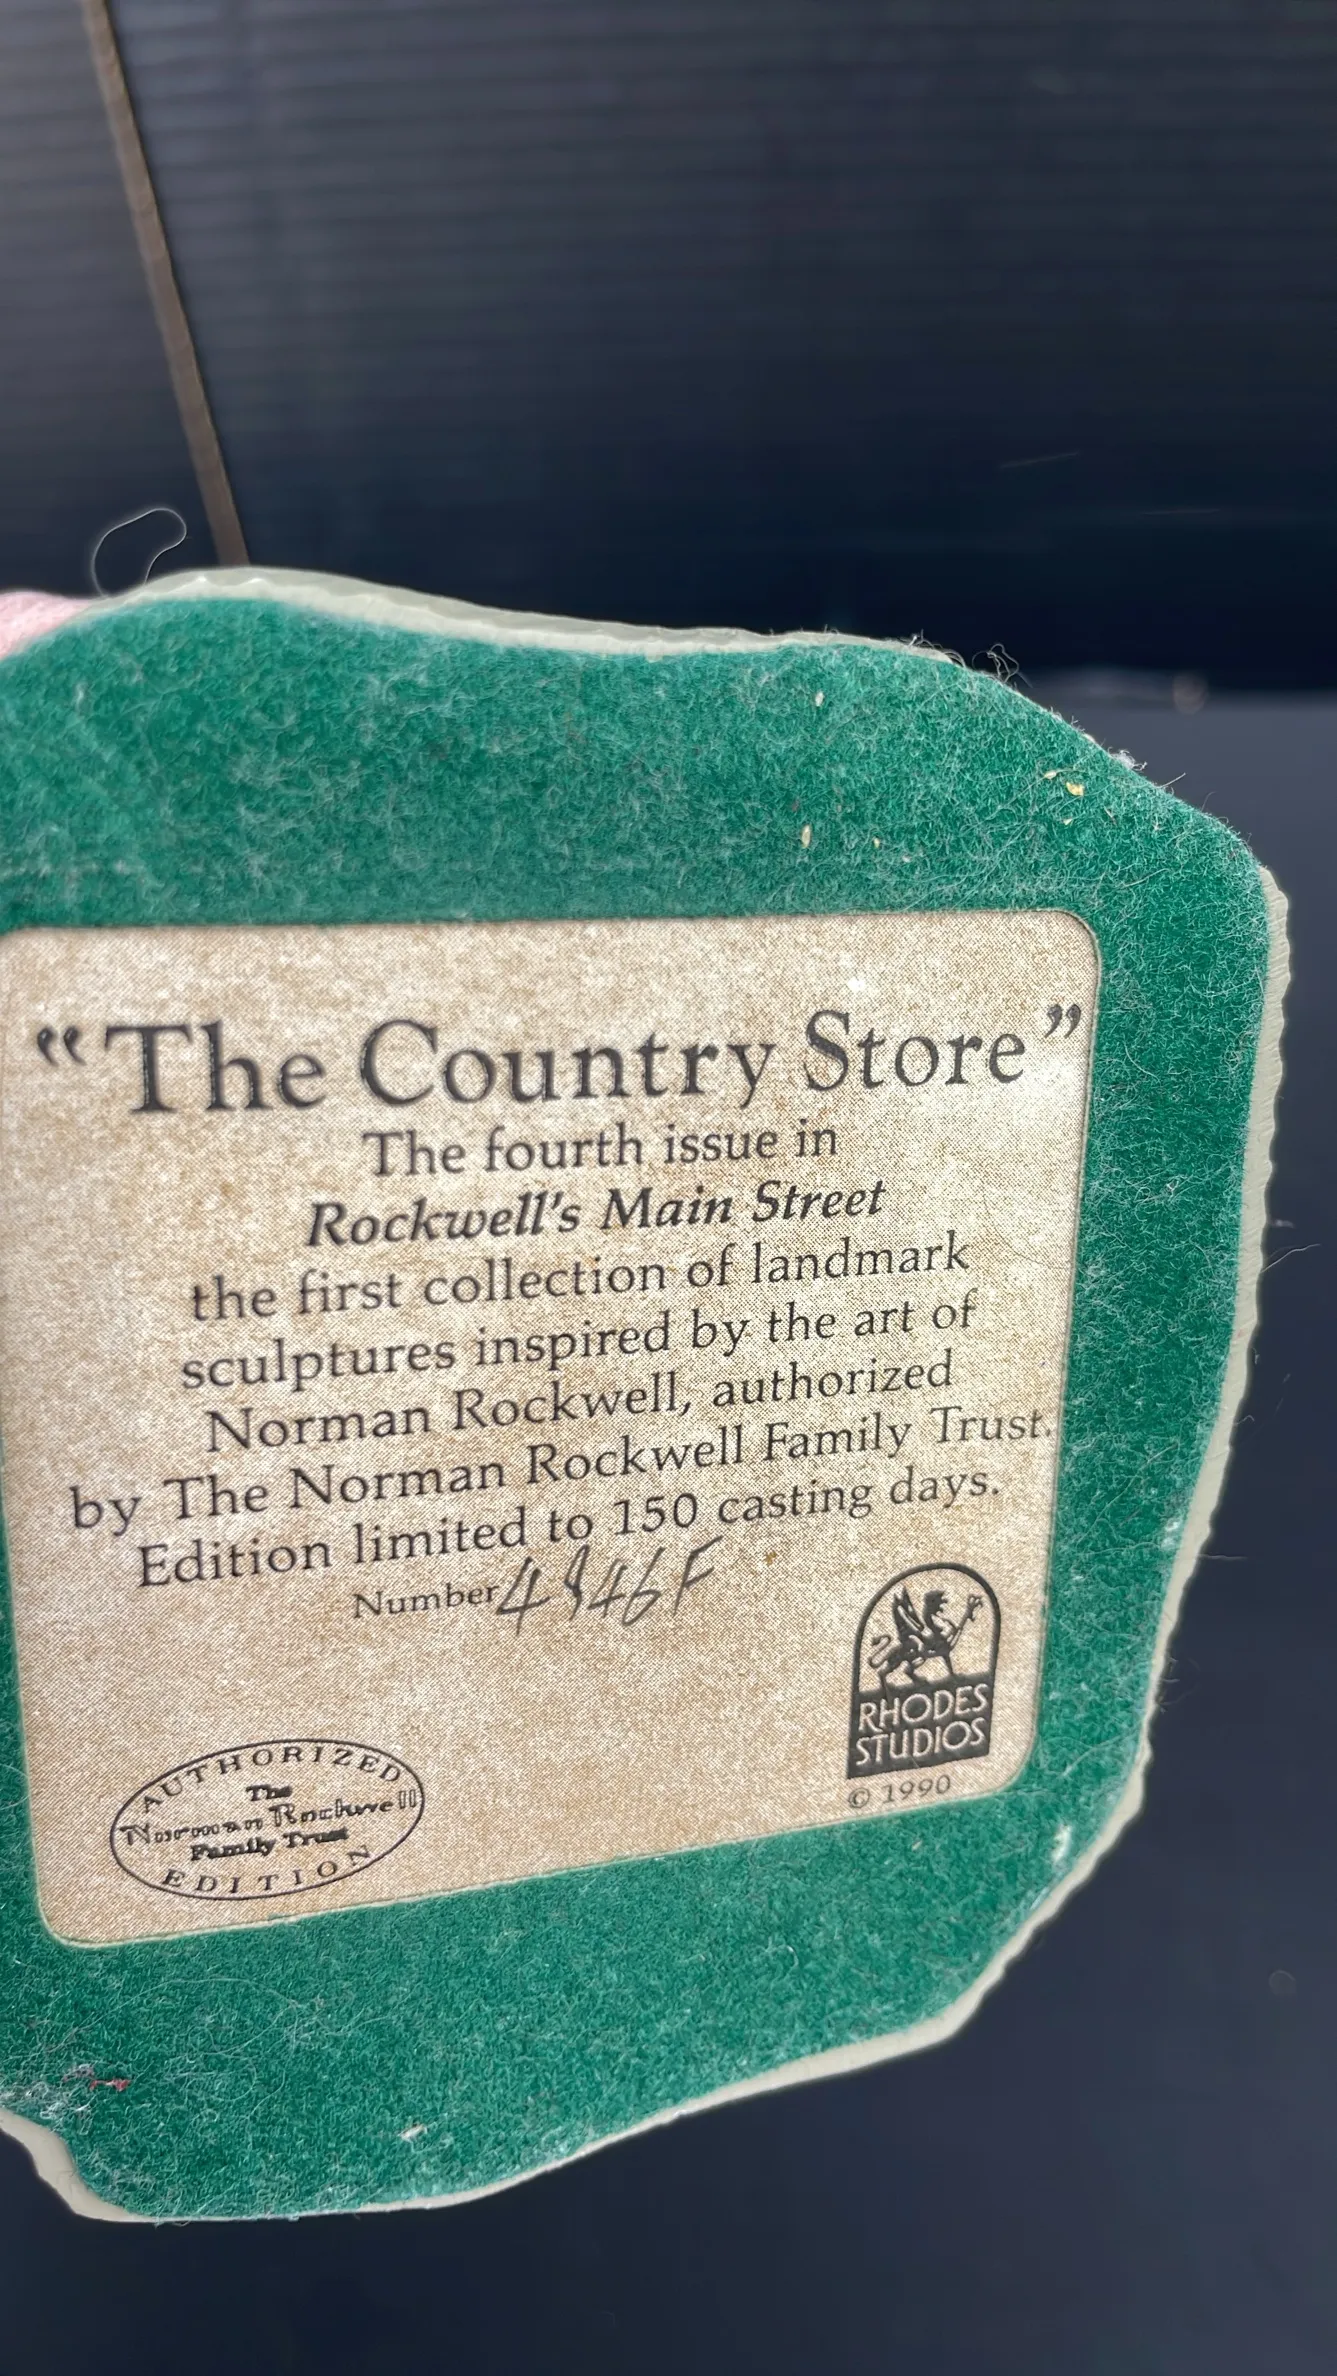 “The Country Store”
The fourth issue in
Rockwell's Main Street
the first collection of landmark
sculptures inspired by the art of
Norman Rockwell, authorized
by The Norman Rockwell Family Trust.
Edition limited to 150 casting days.
Number 4946F
RHODES
STUDIOS
© 1990
AUTHORIZED
The
Norman Rockwell
Family Trust
EDITION